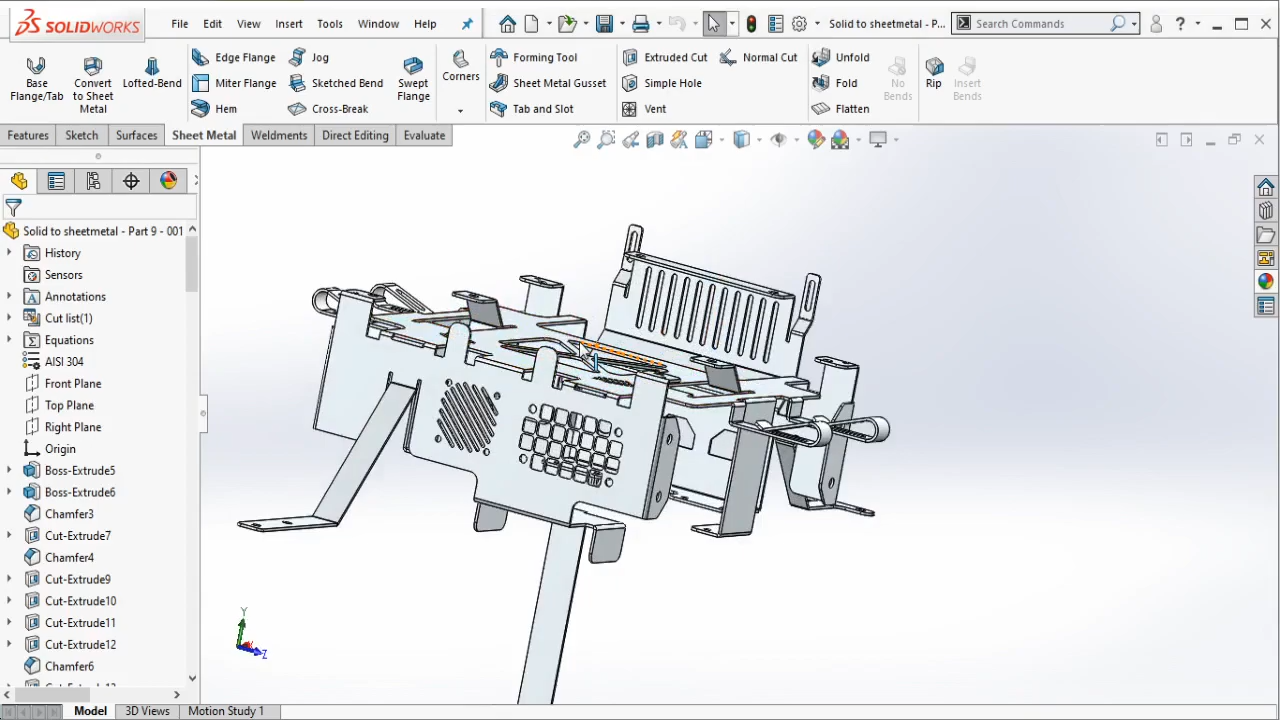 SOLIDWORKS File Edit View Insert Tools Window Help Solid to sheetmetal - P... Search Commands ?
Base Flange/Tab
Convert to Sheet Metal
Lofted-Bend
Edge Flange
Miter Flange
Hem
Jog
Sketched Bend
Cross-Break
Swept Flange
Corners
Forming Tool
Sheet Metal Gusset
Tab and Slot
Extruded Cut
Simple Hole
Vent
Normal Cut
Unfold
Fold
Flatten
No Bends
Rip
Insert Bends
Features Sketch Surfaces Sheet Metal Weldments Direct Editing Evaluate
Solid to sheetmetal - Part 9 - 001
History
Sensors
Annotations
Cut list(1)
Equations
AISI 304
Front Plane
Top Plane
Right Plane
Origin
Boss-Extrude5
Boss-Extrude6
Chamfer3
Cut-Extrude7
Chamfer4
Cut-Extrude9
Cut-Extrude10
Cut-Extrude11
Cut-Extrude12
Chamfer6
Y
Z
Model 3D Views Motion Study 1